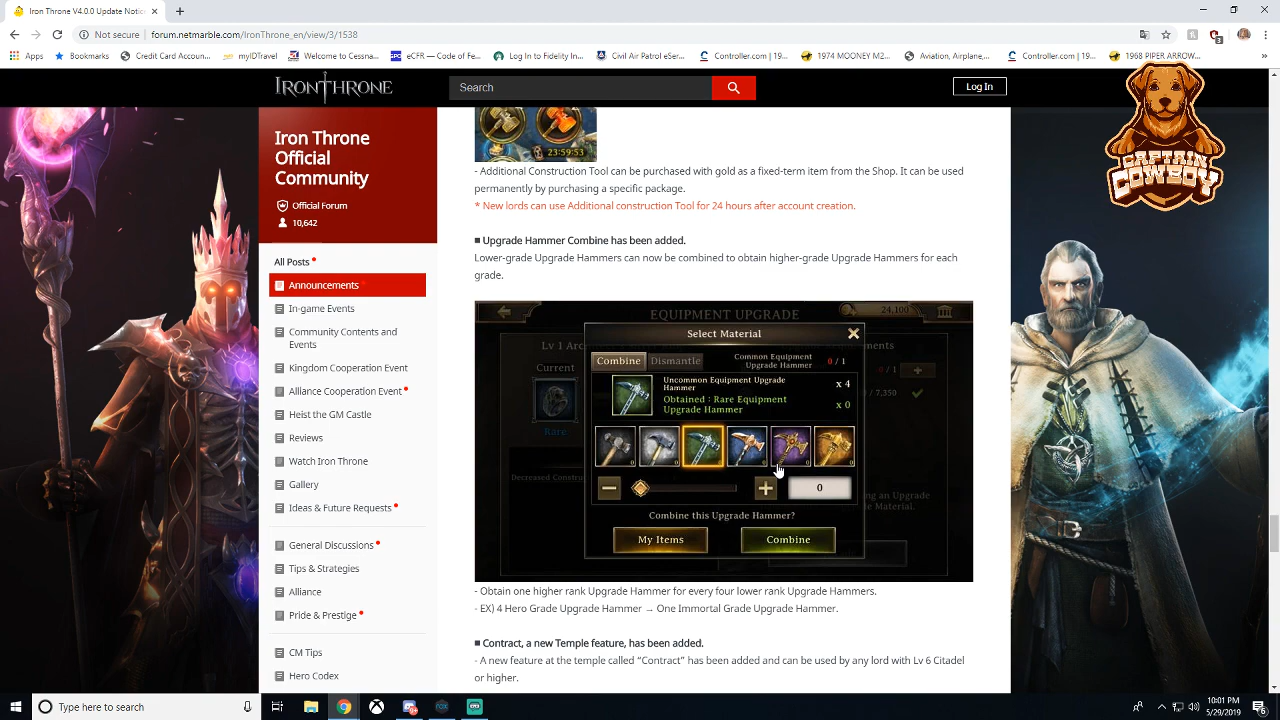 Iron Throne 2.4.0 Update Notice
Not secure | forum.netmarble.com/iron_throne_en/view/3/1538
Apps
Bookmarks
Credit Card Accoun...
myIDTravel
Welcome to Cessna...
eCFR — Code of Fe...
Log In to Informatio...
Civil Air Patrol eSer...
Controller.com | 19...
1974 MOONEY M2...
Aviation, Airplane,...
Controller.com | 19...
1968 PIPER ARROW...
IRONTHRONE
Search
Log In
CAPTAIN
COWBOY
Iron Throne
Official
Community
Official Forum
10,642
All Posts
Announcements
In-game Events
Community Contents and
Events
Kingdom Cooperation Event
Alliance Cooperation Event
Heist the GM Castle
Reviews
Watch Iron Throne
Gallery
Ideas & Future Requests
General Discussions
Tips & Strategies
Alliance
Pride & Prestige
CM Tips
Hero Codex
23:59:53
- Additional Construction Tool can be purchased with gold as a fixed-term item from the Shop. It can be used
permanently by purchasing a specific package.
* New lords can use Additional construction Tool for 24 hours after account creation.
■ Upgrade Hammer Combine has been added.
Lower-grade Upgrade Hammers can now be combined to obtain higher-grade Upgrade Hammers for each
grade.
EQUIPMENT UPGRADE
24,100
Select Material
Combine
Dismantle
Common Equipment
Upgrade Hammer
0 / 1
Uncommon Equipment Upgrade
Hammer
x 4
Obtained : Rare Equipment
Upgrade Hammer
x 0
Current
Rare
0 / 1
/ 7,350
0
Combine this Upgrade Hammer?
My Items
Combine
- Obtain one higher rank Upgrade Hammer for every four lower rank Upgrade Hammers.
- EX) 4 Hero Grade Upgrade Hammer → One Immortal Grade Upgrade Hammer.
■ Contract, a new Temple feature, has been added.
- A new feature at the temple called “Contract” has been added and can be used by any lord with Lv 6 Citadel
or higher.
Type here to search
10:01 PM
5/29/2019